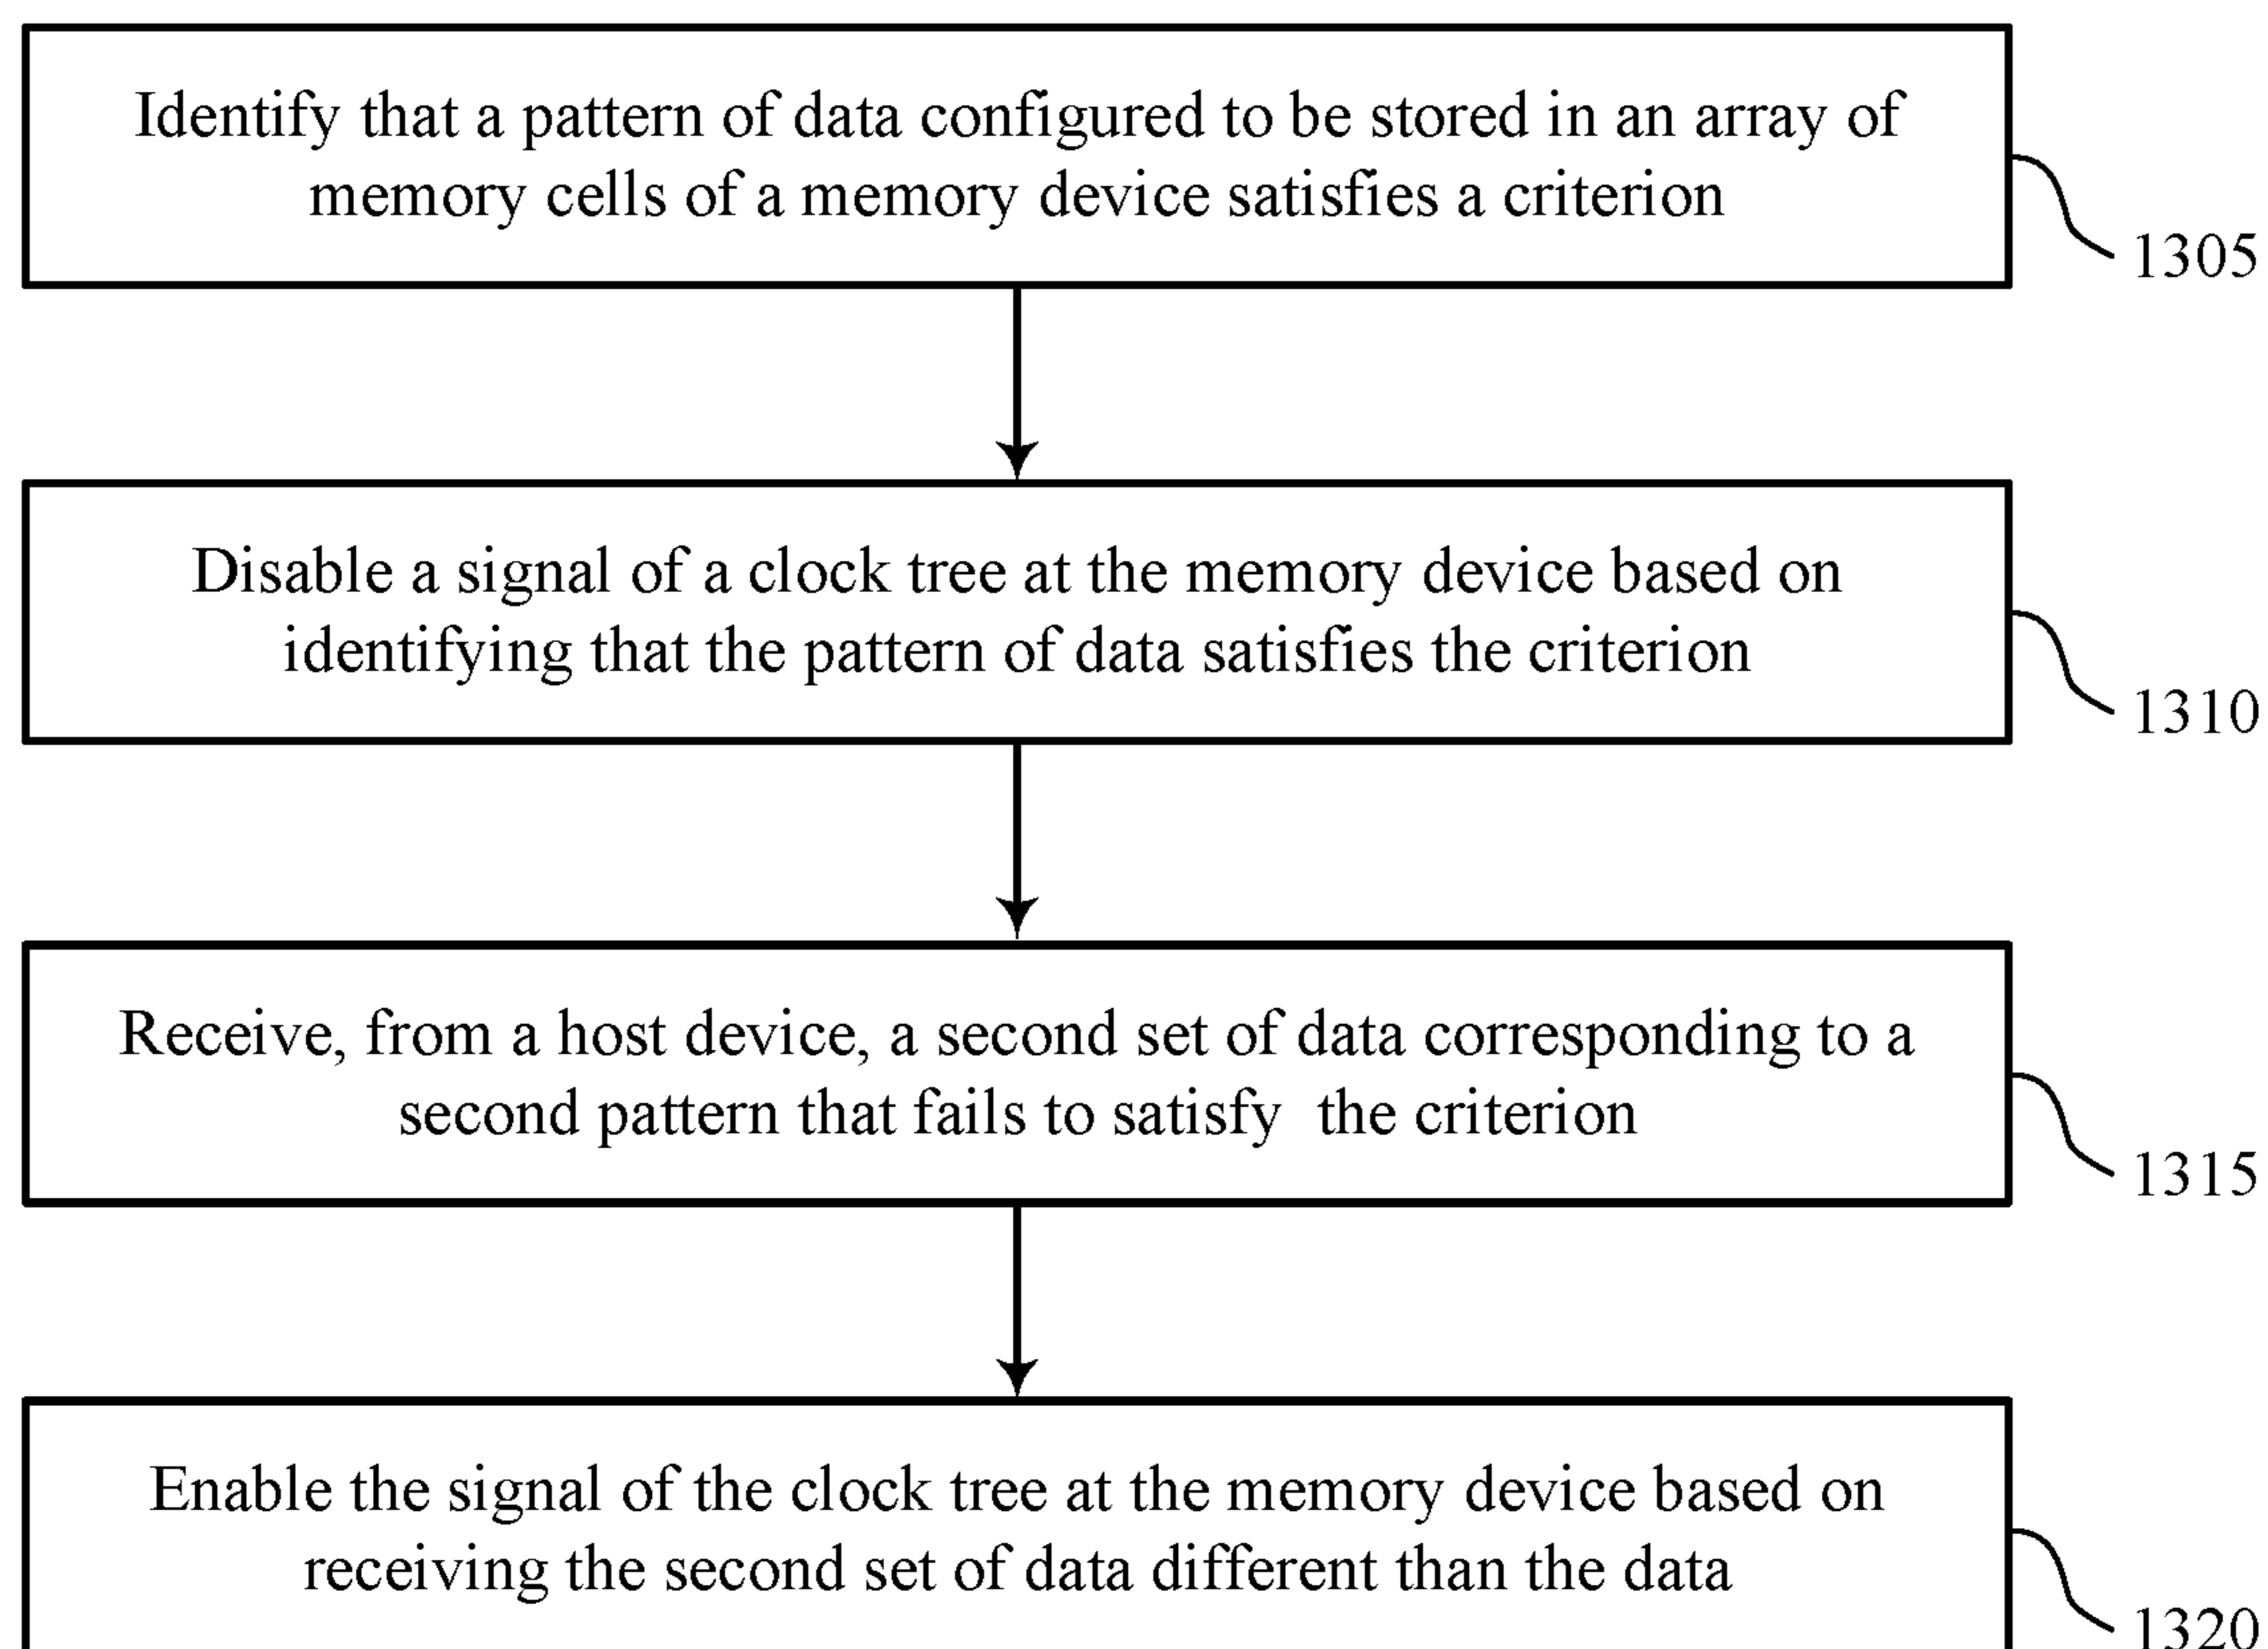 Identify that a pattern of data configured to be stored in an array of
memory cells of a memory device satisfies a criterion
1305
Disable a signal of a clock tree at the memory device based on
identifying that the pattern of data satisfies the criterion
1310
Receive, from a host device, a second set of data corresponding to a
second pattern that fails to satisfy the criterion
1315
Enable the signal of the clock tree at the memory device based on
receiving the second set of data different than the data
1320